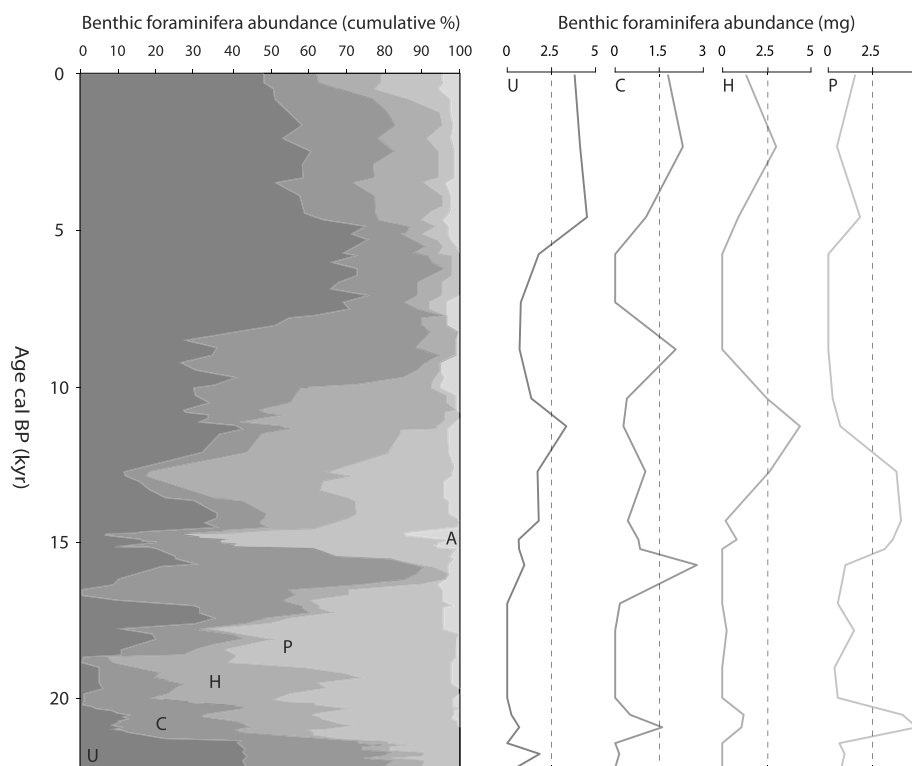 Benthic foraminifera abundance (cumulative %)
Benthic foraminifera abundance (mg)
0 10 20 30 40 50 60 70 80 90 100
0 2.5 5 0 1.5 3 0 2.5 5 0 2.5
U C H P
0
5
10
15
20
Age cal BP (kyr)
A
P
H
C
U